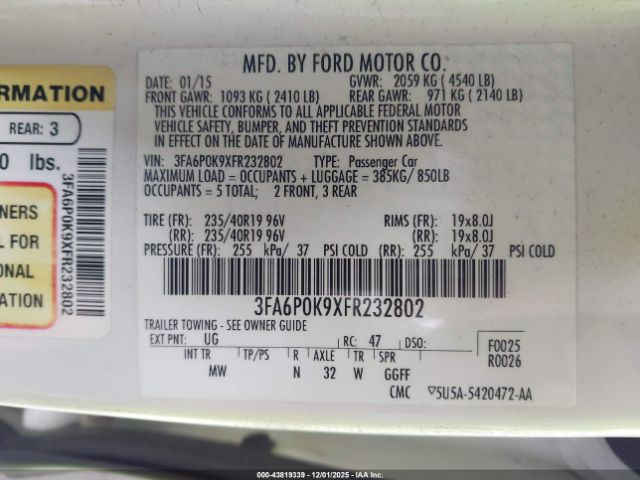 ORMATION
REAR: 3
0 lbs.
NERS
L FOR
ONAL
ATION
3FA6P0K9XFR232802
MFD. BY FORD MOTOR CO.
DATE: 01/15 GVWR: 2059 KG ( 4540 LB)
FRONT GAWR: 1093 KG ( 2410 LB) REAR GAWR: 971 KG ( 2140 LB)
THIS VEHICLE CONFORMS TO ALL APPLICABLE FEDERAL MOTOR
VEHICLE SAFETY, BUMPER, AND THEFT PREVENTION STANDARDS
IN EFFECT ON THE DATE OF MANUFACTURE SHOWN ABOVE.
VIN: 3FA6P0K9XFR232802 TYPE: Passenger Car
MAXIMUM LOAD = OCCUPANTS + LUGGAGE = 385KG/ 850LB
OCCUPANTS = 5 TOTAL; 2 FRONT, 3 REAR
TIRE (FR): 235/40R19 96V RIMS (FR): 19x8.0J
(RR): 235/40R19 96V (RR): 19x8.0J
PRESSURE (FR): 255 kPa/ 37 PSI COLD (RR): 255 kPa/ 37 PSI COLD
3FA6P0K9XFR232802
TRAILER TOWING - SEE OWNER GUIDE
EXT PNT: UG RC: 47 DSO: F0025
INT TR TP/PS R AXLE TR SPR R0026
MW N 32 W GGFF
CMC ▽5U5A-5420472-AA
000-43819339 - 12/01/2025 - IAAI.COM